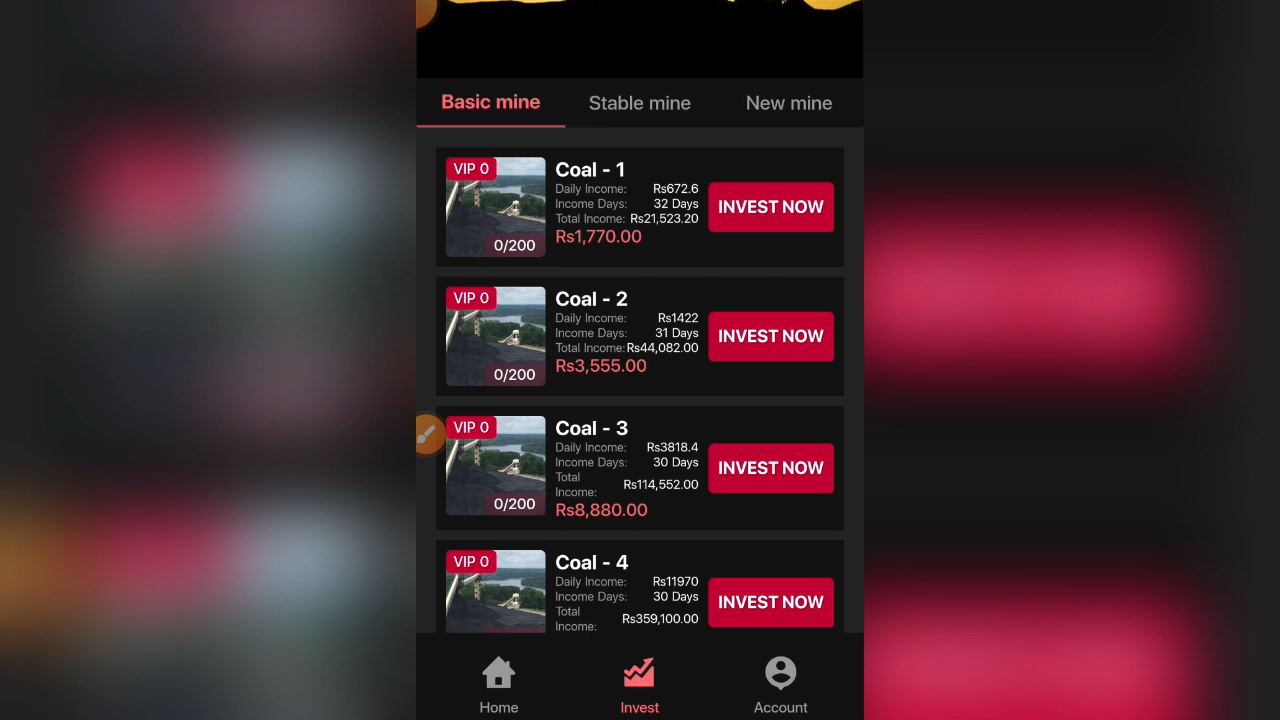 Basic mine Stable mine New mine
VIP 0
Coal - 1
Daily Income: Rs672.6
Income Days: 32 Days
Total Income: Rs21,523.20
Rs1,770.00
0/200
INVEST NOW
VIP 0
Coal - 2
Daily Income: Rs1422
Income Days: 31 Days
Total Income: Rs44,082.00
Rs3,555.00
0/200
INVEST NOW
VIP 0
Coal - 3
Daily Income: Rs3818.4
Income Days: 30 Days
Total
Income: Rs114,552.00
Rs8,880.00
0/200
INVEST NOW
VIP 0
Coal - 4
Daily Income: Rs11970
Income Days: 30 Days
Total
Income: Rs359,100.00
INVEST NOW
Home Invest Account